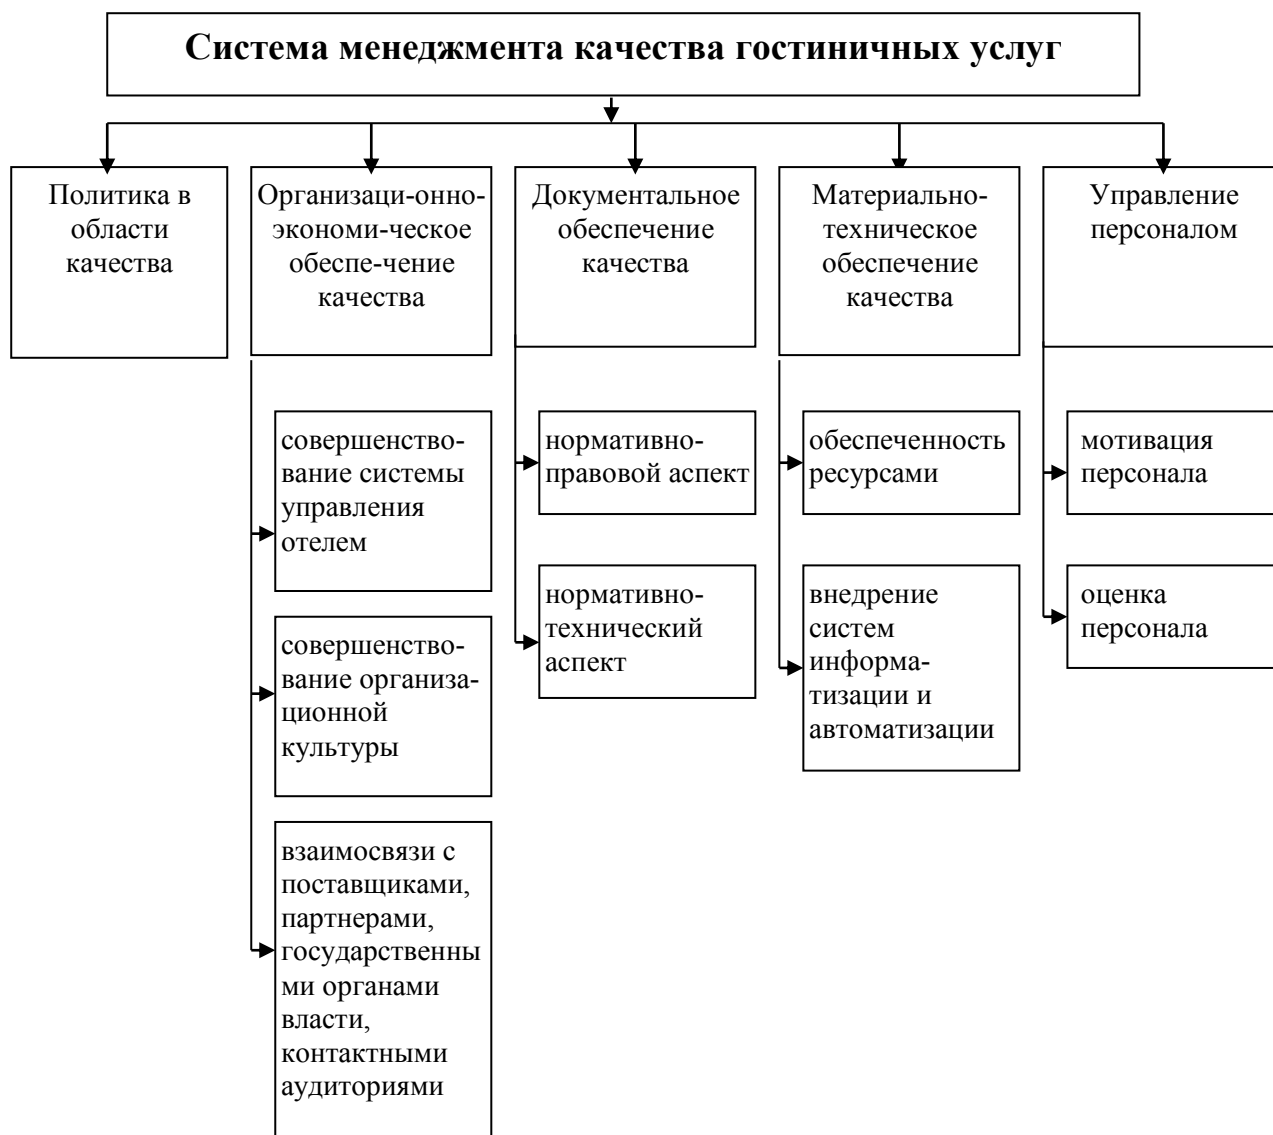 Система менеджмента качества гостиничных услуг
Политика в
области
качества
Организаци-онно-
экономи-ческое
обеспе-чение
качества
Документальное
обеспечение
качества
Материально-
техническое
обеспечение
качества
Управление
персоналом
совершенство-
вание системы
управления
отелем
совершенство-
вание организа-
ционной
культуры
взаимосвязи с
поставщиками,
партнерами,
государственны
ми органами
власти,
контактными
аудиториями
нормативно-
правовой аспект
нормативно-
технический
аспект
обеспеченность
ресурсами
внедрение
систем
информа-
тизации и
автоматизации
мотивация
персонала
оценка
персонала